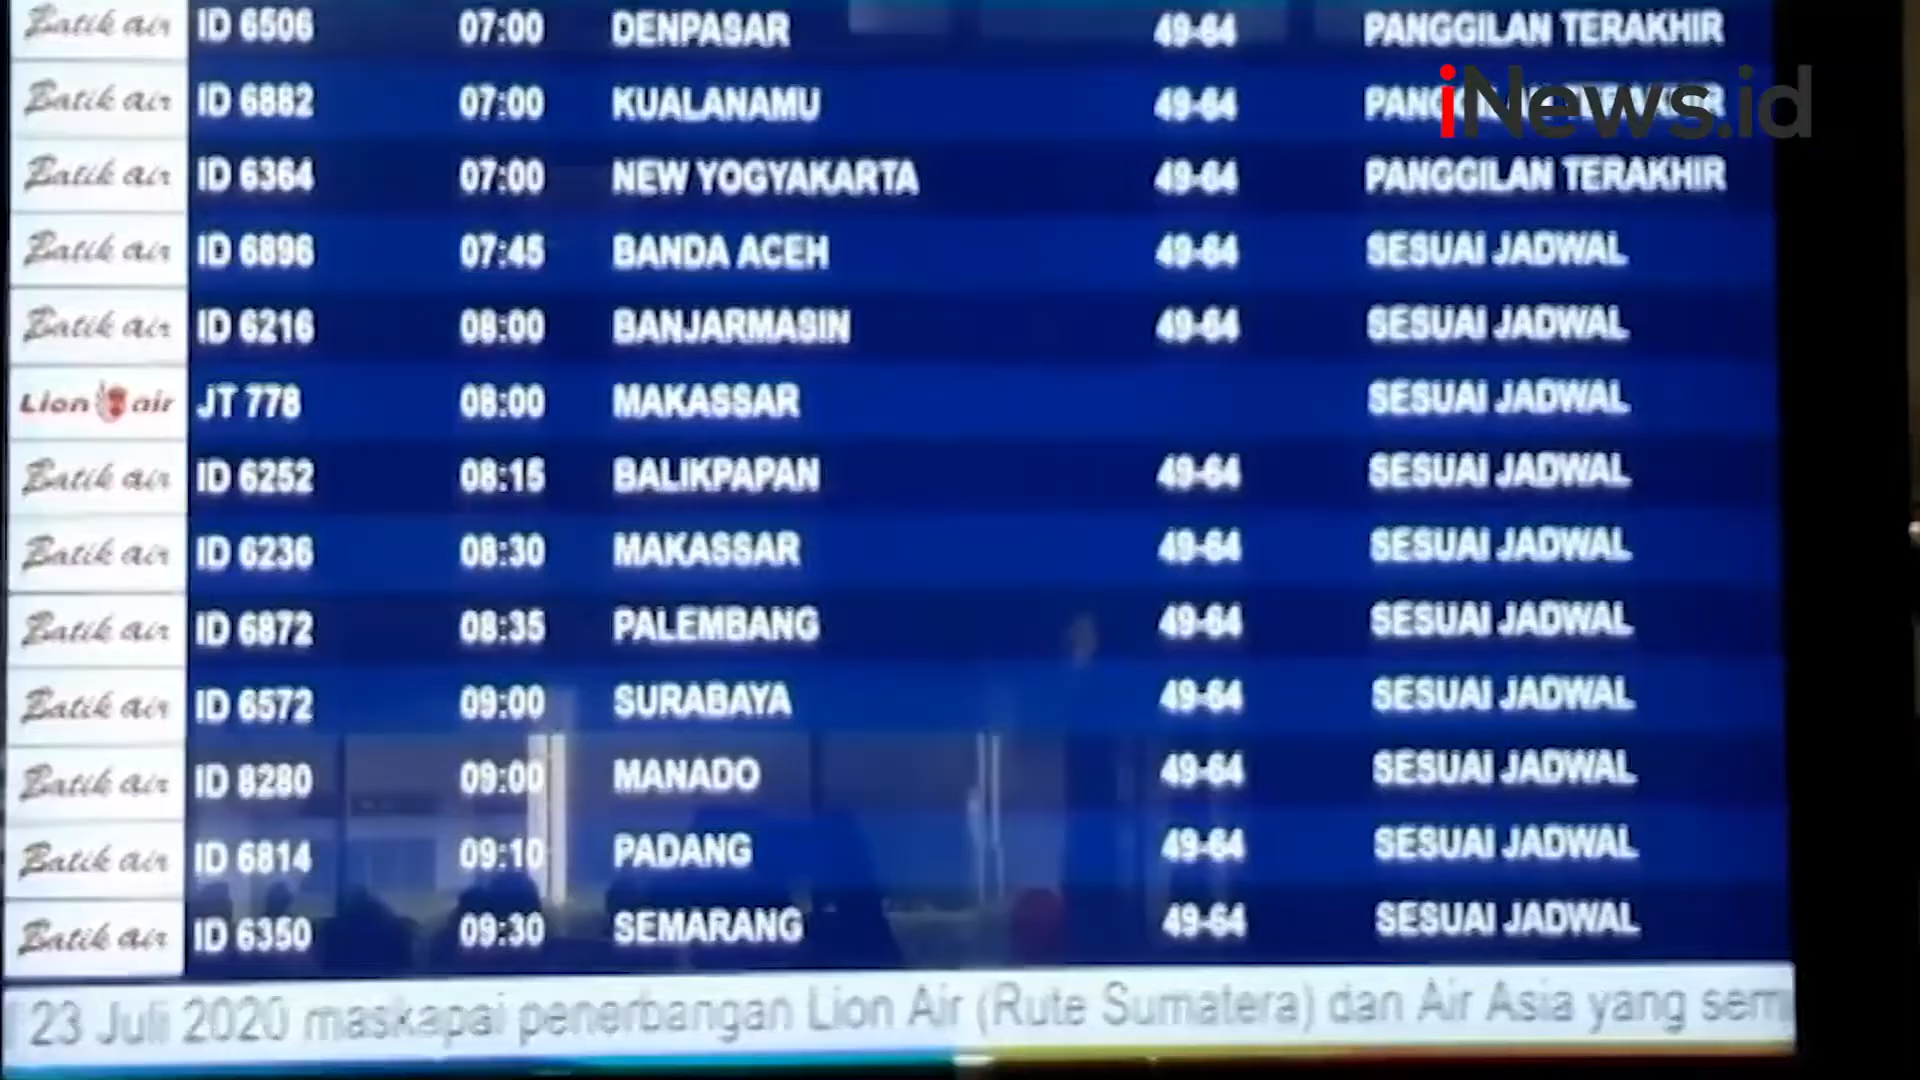 Batik air ID 6506 07:00 DENPASAR 49-64 PANGGILAN TERAKHIR
Batik air ID 6882 07:00 KUALANAMU 49-64
iNews.id
Batik air ID 6364 07:00 NEW YOGYAKARTA 49-64 PANGGILAN TERAKHIR
Batik air ID 6896 07:45 BANDA ACEH 49-64 SESUAI JADWAL
Batik air ID 6216 08:00 BANJARMASIN 49-64 SESUAI JADWAL
Lion air JT 778 08:00 MAKASSAR SESUAI JADWAL
Batik air ID 6252 08:15 BALIKPAPAN 49-64 SESUAI JADWAL
Batik air ID 6236 08:30 MAKASSAR 49-64 SESUAI JADWAL
Batik air ID 6872 08:35 PALEMBANG 49-64 SESUAI JADWAL
Batik air ID 6572 09:00 SURABAYA 49-64 SESUAI JADWAL
Batik air ID 8280 09:00 MANADO 49-64 SESUAI JADWAL
Batik air ID 6814 09:10 PADANG 49-64 SESUAI JADWAL
Batik air ID 6350 09:30 SEMARANG 49-64 SESUAI JADWAL
23 Juli 2020 maskapai penerbangan Lion Air (Rute Sumatera) dan Air Asia yang sem